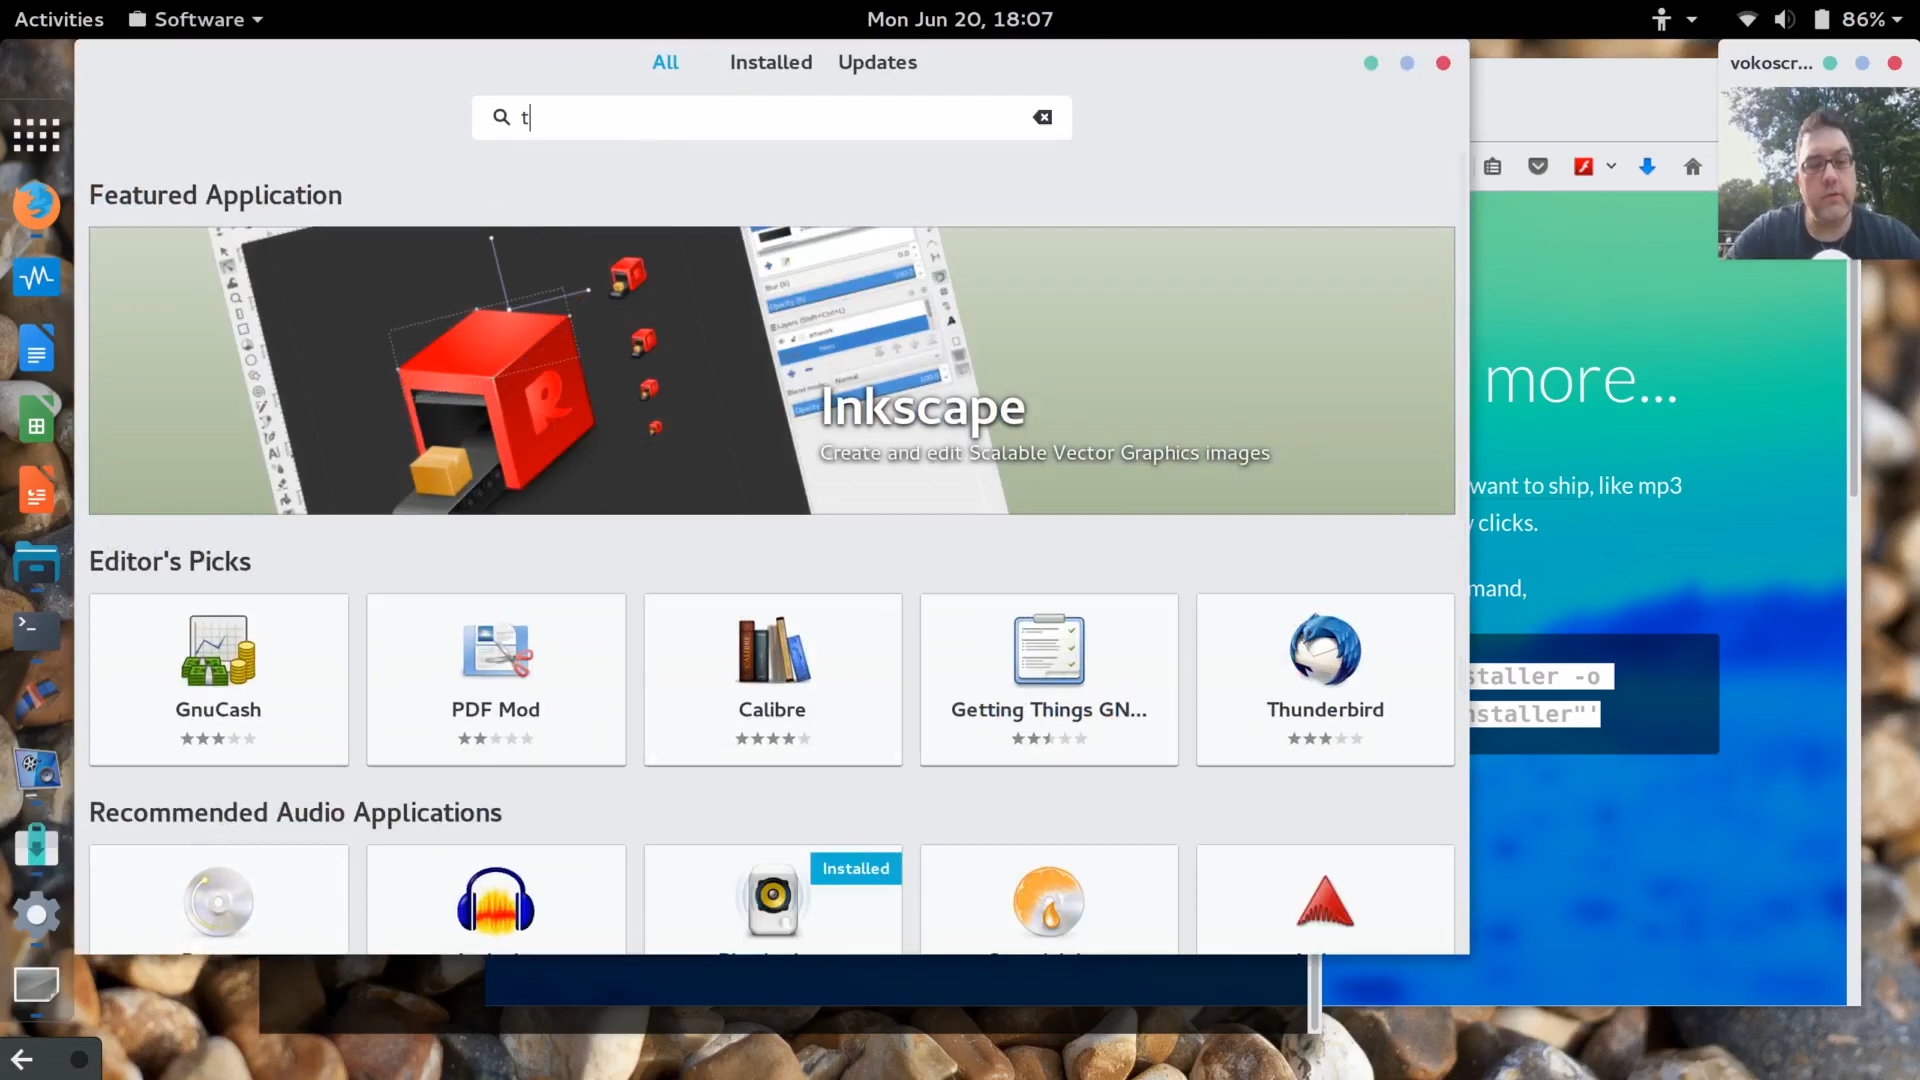 Activities
Software
Mon Jun 20, 18:07
86%
All
Installed
Updates
vokoscr...
t
Featured Application
Inkscape
Create and edit Scalable Vector Graphics images
more...
want to ship, like mp3
clicks.
mand,
staller -o
nstaller"'
Editor's Picks
GnuCash
PDF Mod
Calibre
Getting Things GN...
Thunderbird
Recommended Audio Applications
Installed